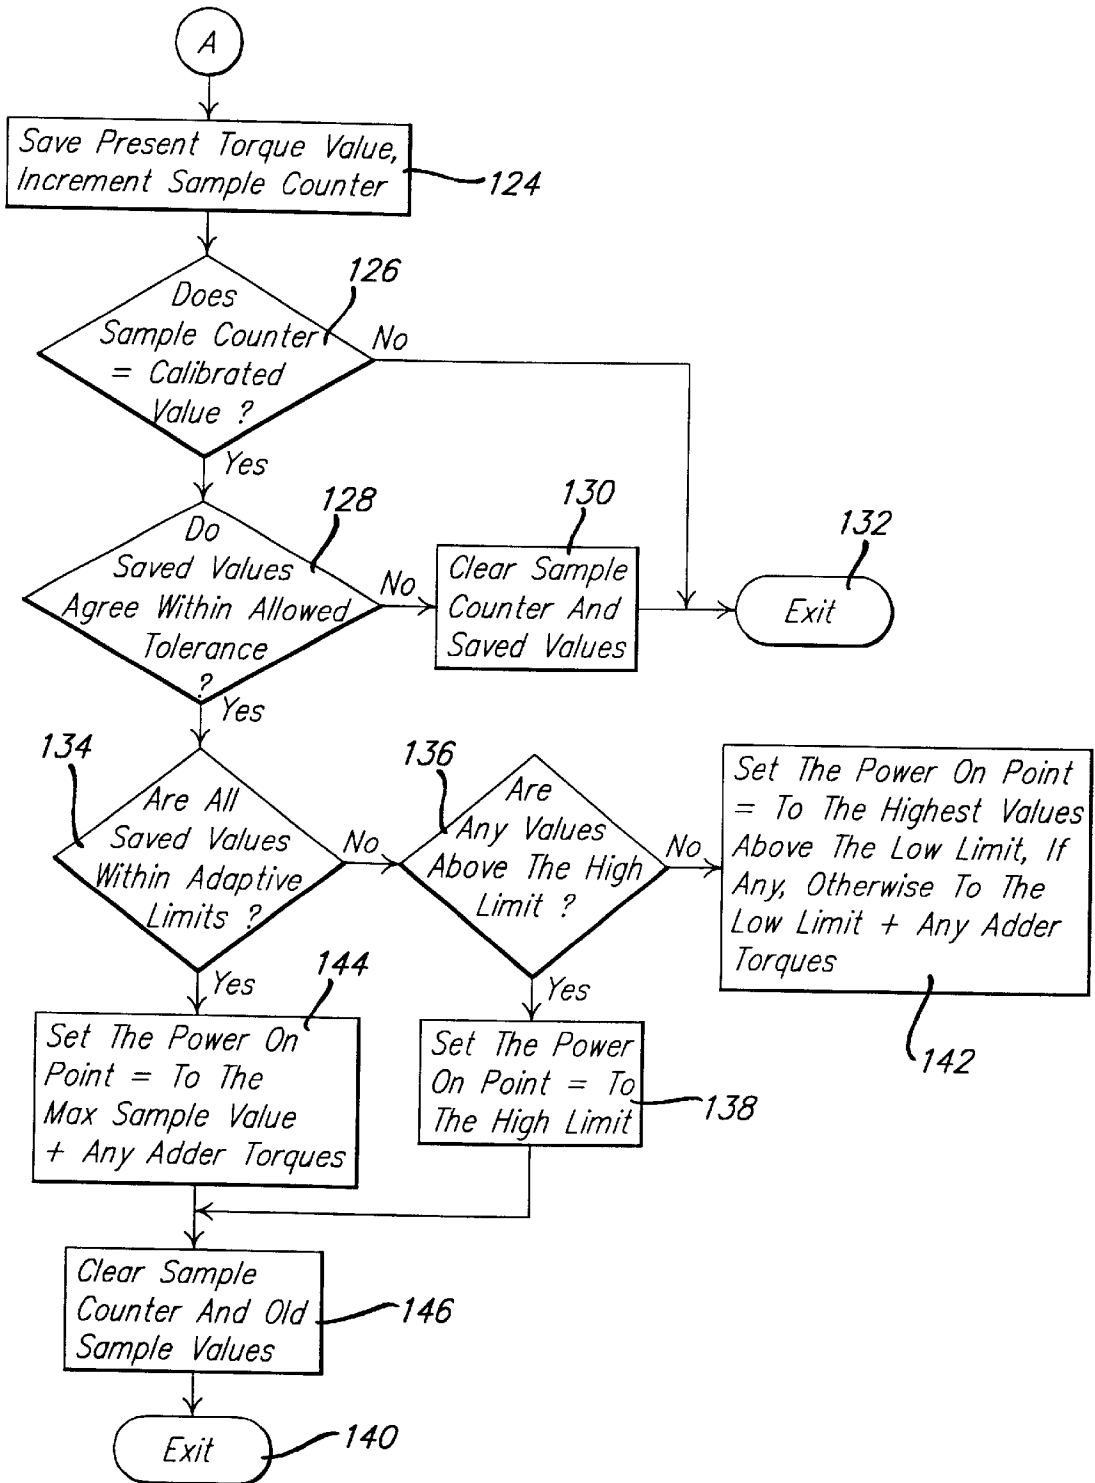 A
Save Present Torque Value,
Increment Sample Counter
124
126
Does
Sample Counter
= Calibrated
Value ?
No
Yes
128
Do
Saved Values
Agree Within Allowed
Tolerance
?
No
130
Clear Sample
Counter And
Saved Values
132
Exit
Yes
134
Are All
Saved Values
Within Adaptive
Limits ?
No
136
Are
Any Values
Above The High
Limit ?
No
Set The Power On Point
= To The Highest Values
Above The Low Limit, If
Any, Otherwise To The
Low Limit + Any Adder
Torques
142
Yes
144
Set The Power On
Point = To The
Max Sample Value
+ Any Adder Torques
Yes
Set The Power
On Point = To
The High Limit
138
Clear Sample
Counter And Old
Sample Values
146
Exit
140